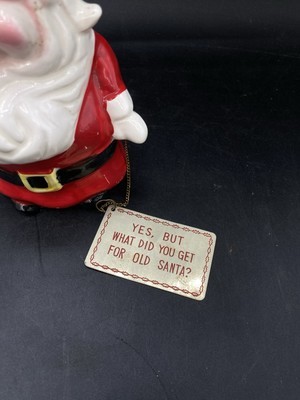 YES, BUT
WHAT DID YOU GET
FOR OLD SANTA?